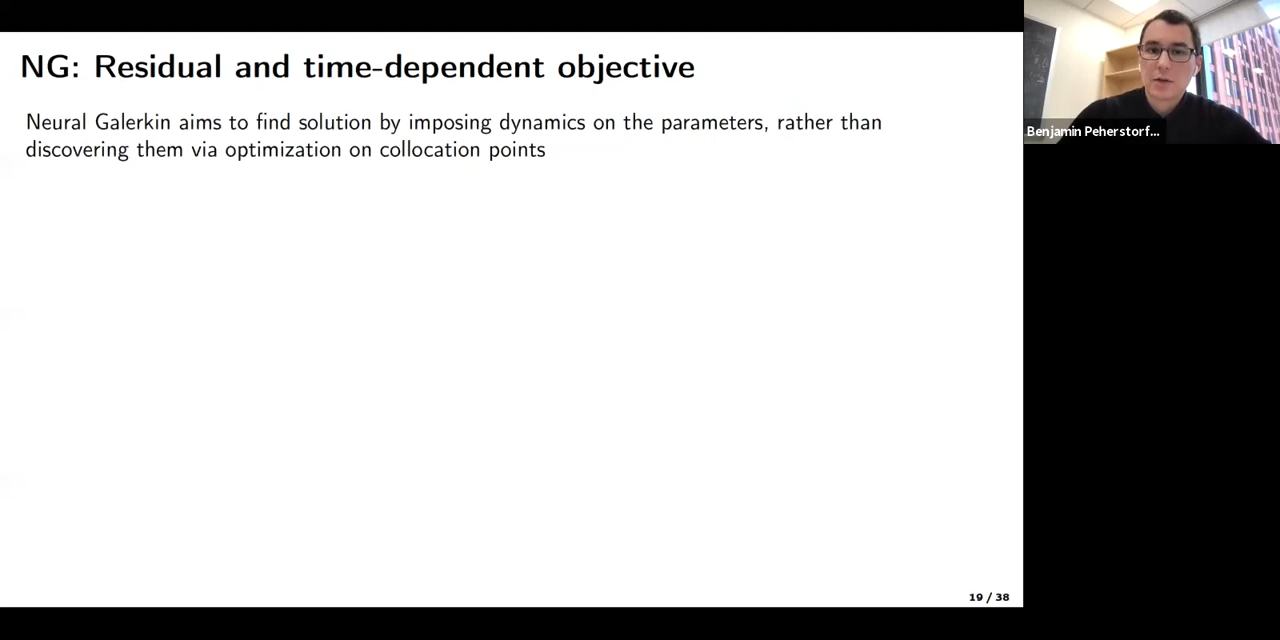 NG: Residual and time-dependent objective
Neural Galerkin aims to find solution by imposing dynamics on the parameters, rather than
discovering them via optimization on collocation points
19 / 38
Benjamin Peherstorf...